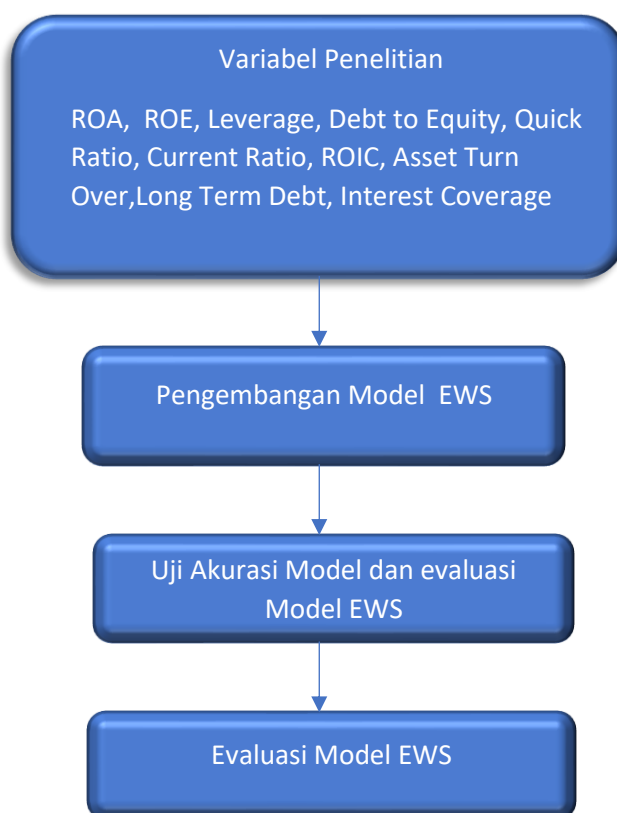 Variabel Penelitian
ROA, ROE, Leverage, Debt to Equity, Quick
Ratio, Current Ratio, ROIC, Asset Turn
Over,Long Term Debt, Interest Coverage
Pengembangan Model EWS
Uji Akurasi Model dan evaluasi
Model EWS
Evaluasi Model EWS